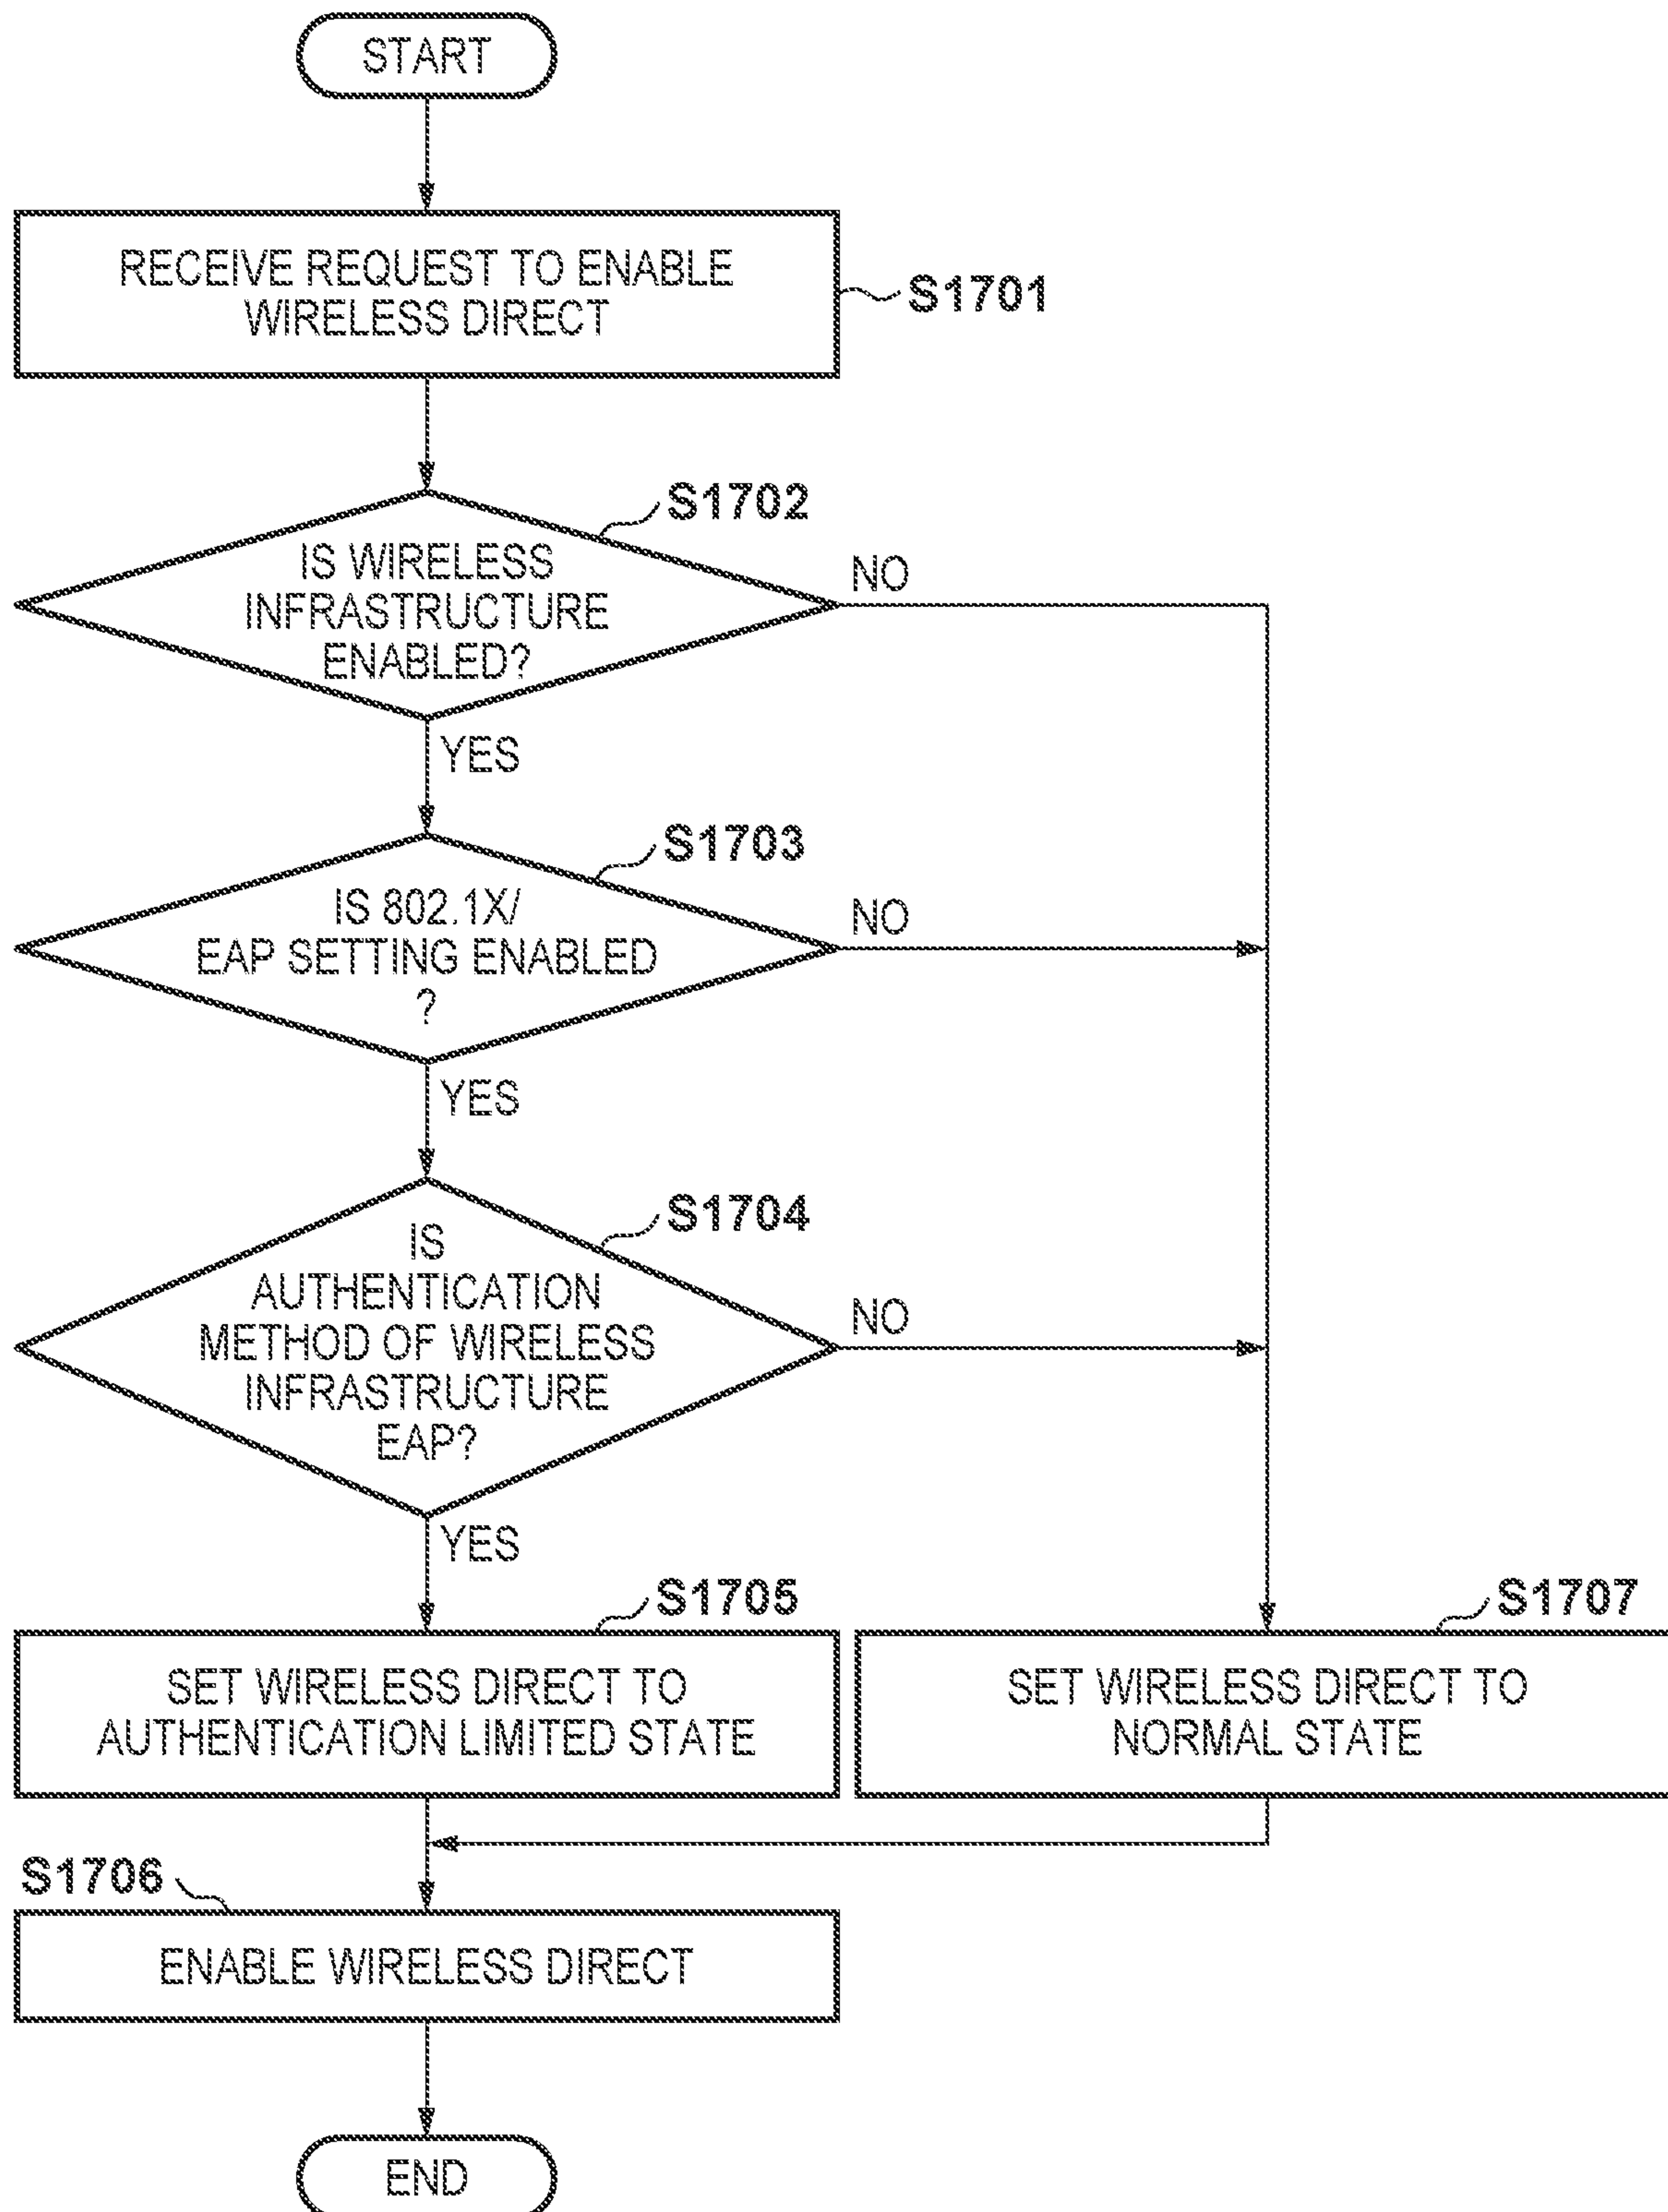 START
RECEIVE REQUEST TO ENABLE
WIRELESS DIRECT
S1701
S1702
IS WIRELESS
INFRASTRUCTURE
ENABLED?
NO
YES
S1703
IS 802.1X/
EAP SETTING ENABLED
?
NO
YES
S1704
IS
AUTHENTICATION
METHOD OF WIRELESS
INFRASTRUCTURE
EAP?
NO
YES
S1705
SET WIRELESS DIRECT TO
AUTHENTICATION LIMITED STATE
S1707
SET WIRELESS DIRECT TO
NORMAL STATE
S1706
ENABLE WIRELESS DIRECT
END